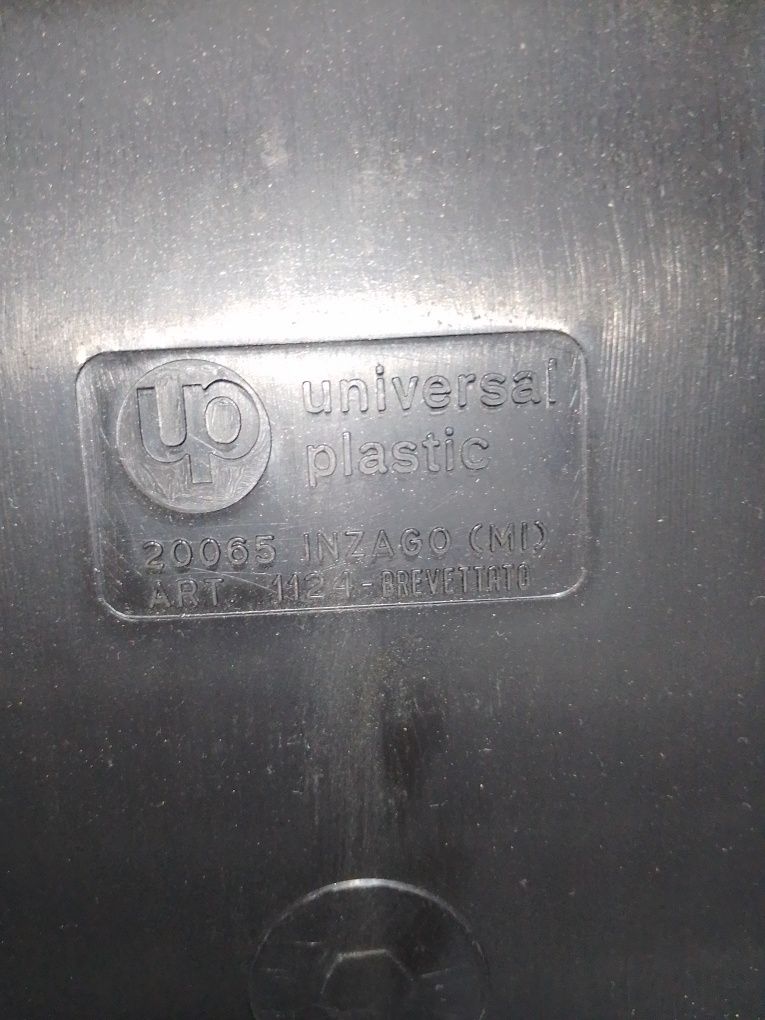 up
universal
plastic
20065 INZAGO (MI)
ART. 1124-BREVETTATO